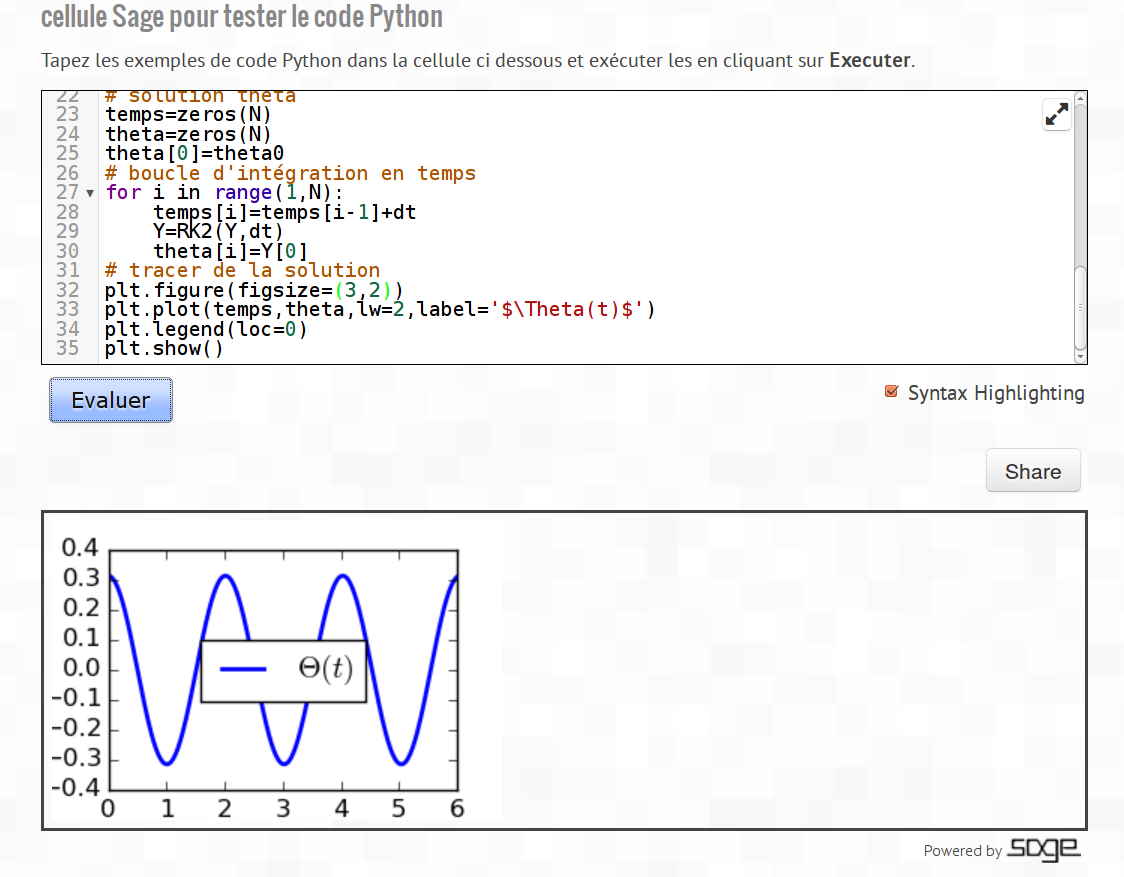 cellule Sage pour tester le code Python
Tapez les exemples de code Python dans la cellule ci dessous et exécuter les en cliquant sur Executer.
22 # solution theta
23 temps=zeros(N)
24 theta=zeros(N)
25 theta[0]=theta0
26 # boucle d'intégration en temps
27 for i in range(1,N):
28     temps[i]=temps[i-1]+dt
29     Y=RK2(Y,dt)
30     theta[i]=Y[0]
31 # tracer de la solution
32 plt.figure(figsize=(3,2))
33 plt.plot(temps,theta,lw=2,label='$\Theta(t)$')
34 plt.legend(loc=0)
35 plt.show()
Evaluer
Syntax Highlighting
Share
0.4
0.3
0.2
0.1
0.0
-0.1
-0.2
-0.3
-0.4
Θ(t)
0 1 2 3 4 5 6
Powered by sage